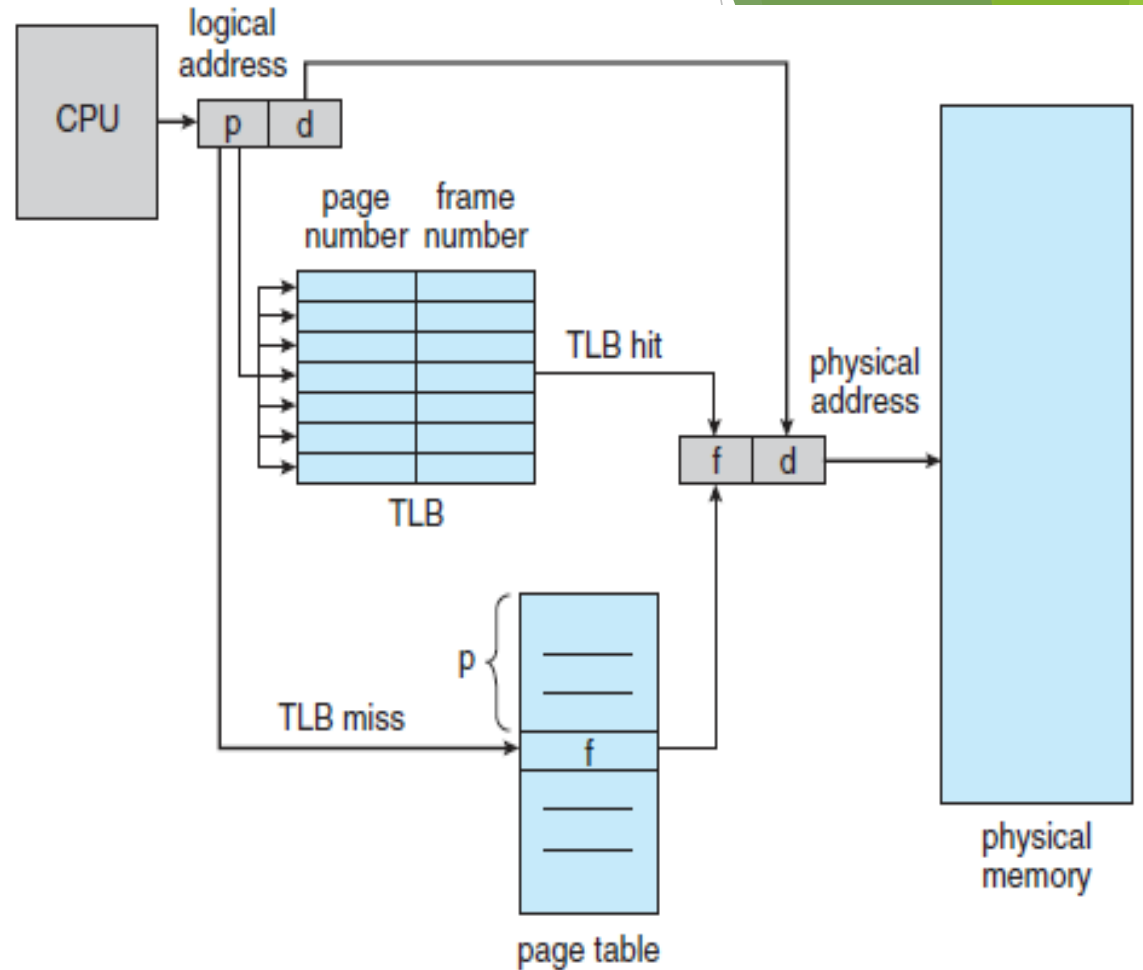 logical
address
CPU
p
d
page
number
frame
number
TLB hit
physical
address
f
d
TLB
p
TLB miss
f
physical
memory
page table